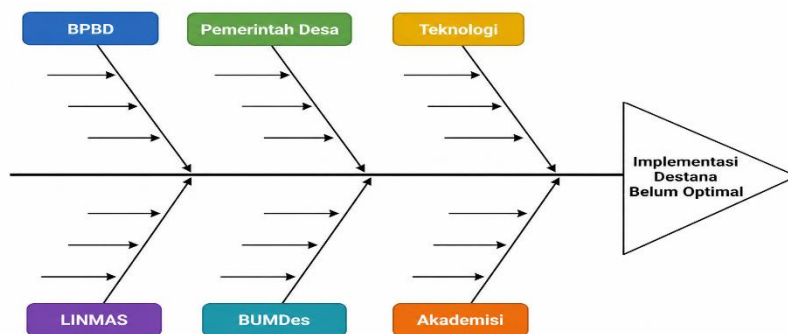 BPBD
Pemerintah Desa
Teknologi
Implementasi
Destana
Belum Optimal
LINMAS
BUMDes
Akademisi